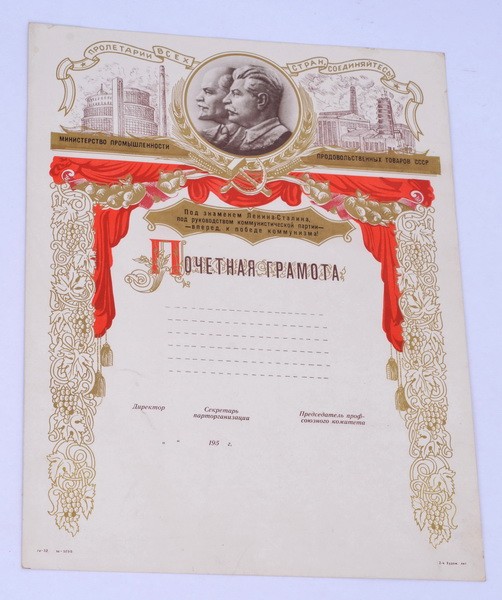 ПРОЛЕТАРИИ ВСЕХ СТРАН, СОЕДИНЯЙТЕСЬ!
МИНИСТЕРСТВО ПРОМЫШЛЕННОСТИ
ПРОДОВОЛЬСТВЕННЫХ ТОВАРОВ СССР
Под знаменем Ленина-Сталина,
под руководством коммунистической партии—
—вперед, к победе коммунизма!
ПОЧЕТНАЯ ГРАМОТА
Директор
Секретарь
парторганизации
Председатель проф-
союзного комитета
„ “ 195 г.